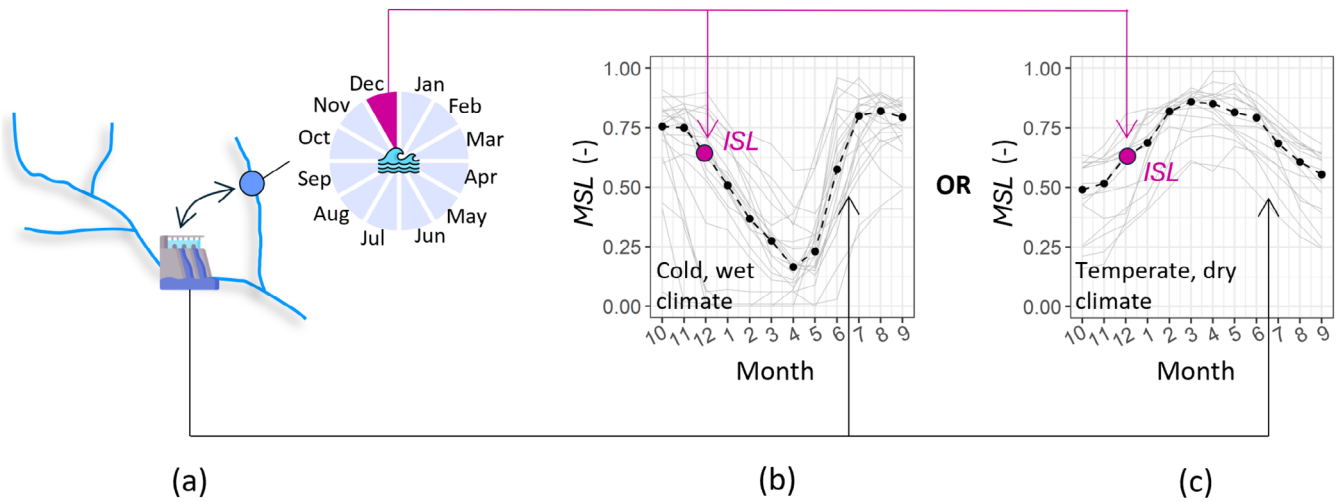 Dec
Jan
Nov
Feb
Oct
Mar
Sep
Apr
Aug
May
Jul
Jun
MSL (-)
1.00
0.75
0.50
0.25
0.00
ISL
Cold, wet
climate
10 11 12 1 2 3 4 5 6 7 8 9
Month
OR
MSL (-)
1.00
0.75
0.50
0.25
0.00
ISL
Temperate, dry
climate
10 11 12 1 2 3 4 5 6 7 8 9
Month
(a)
(b)
(c)